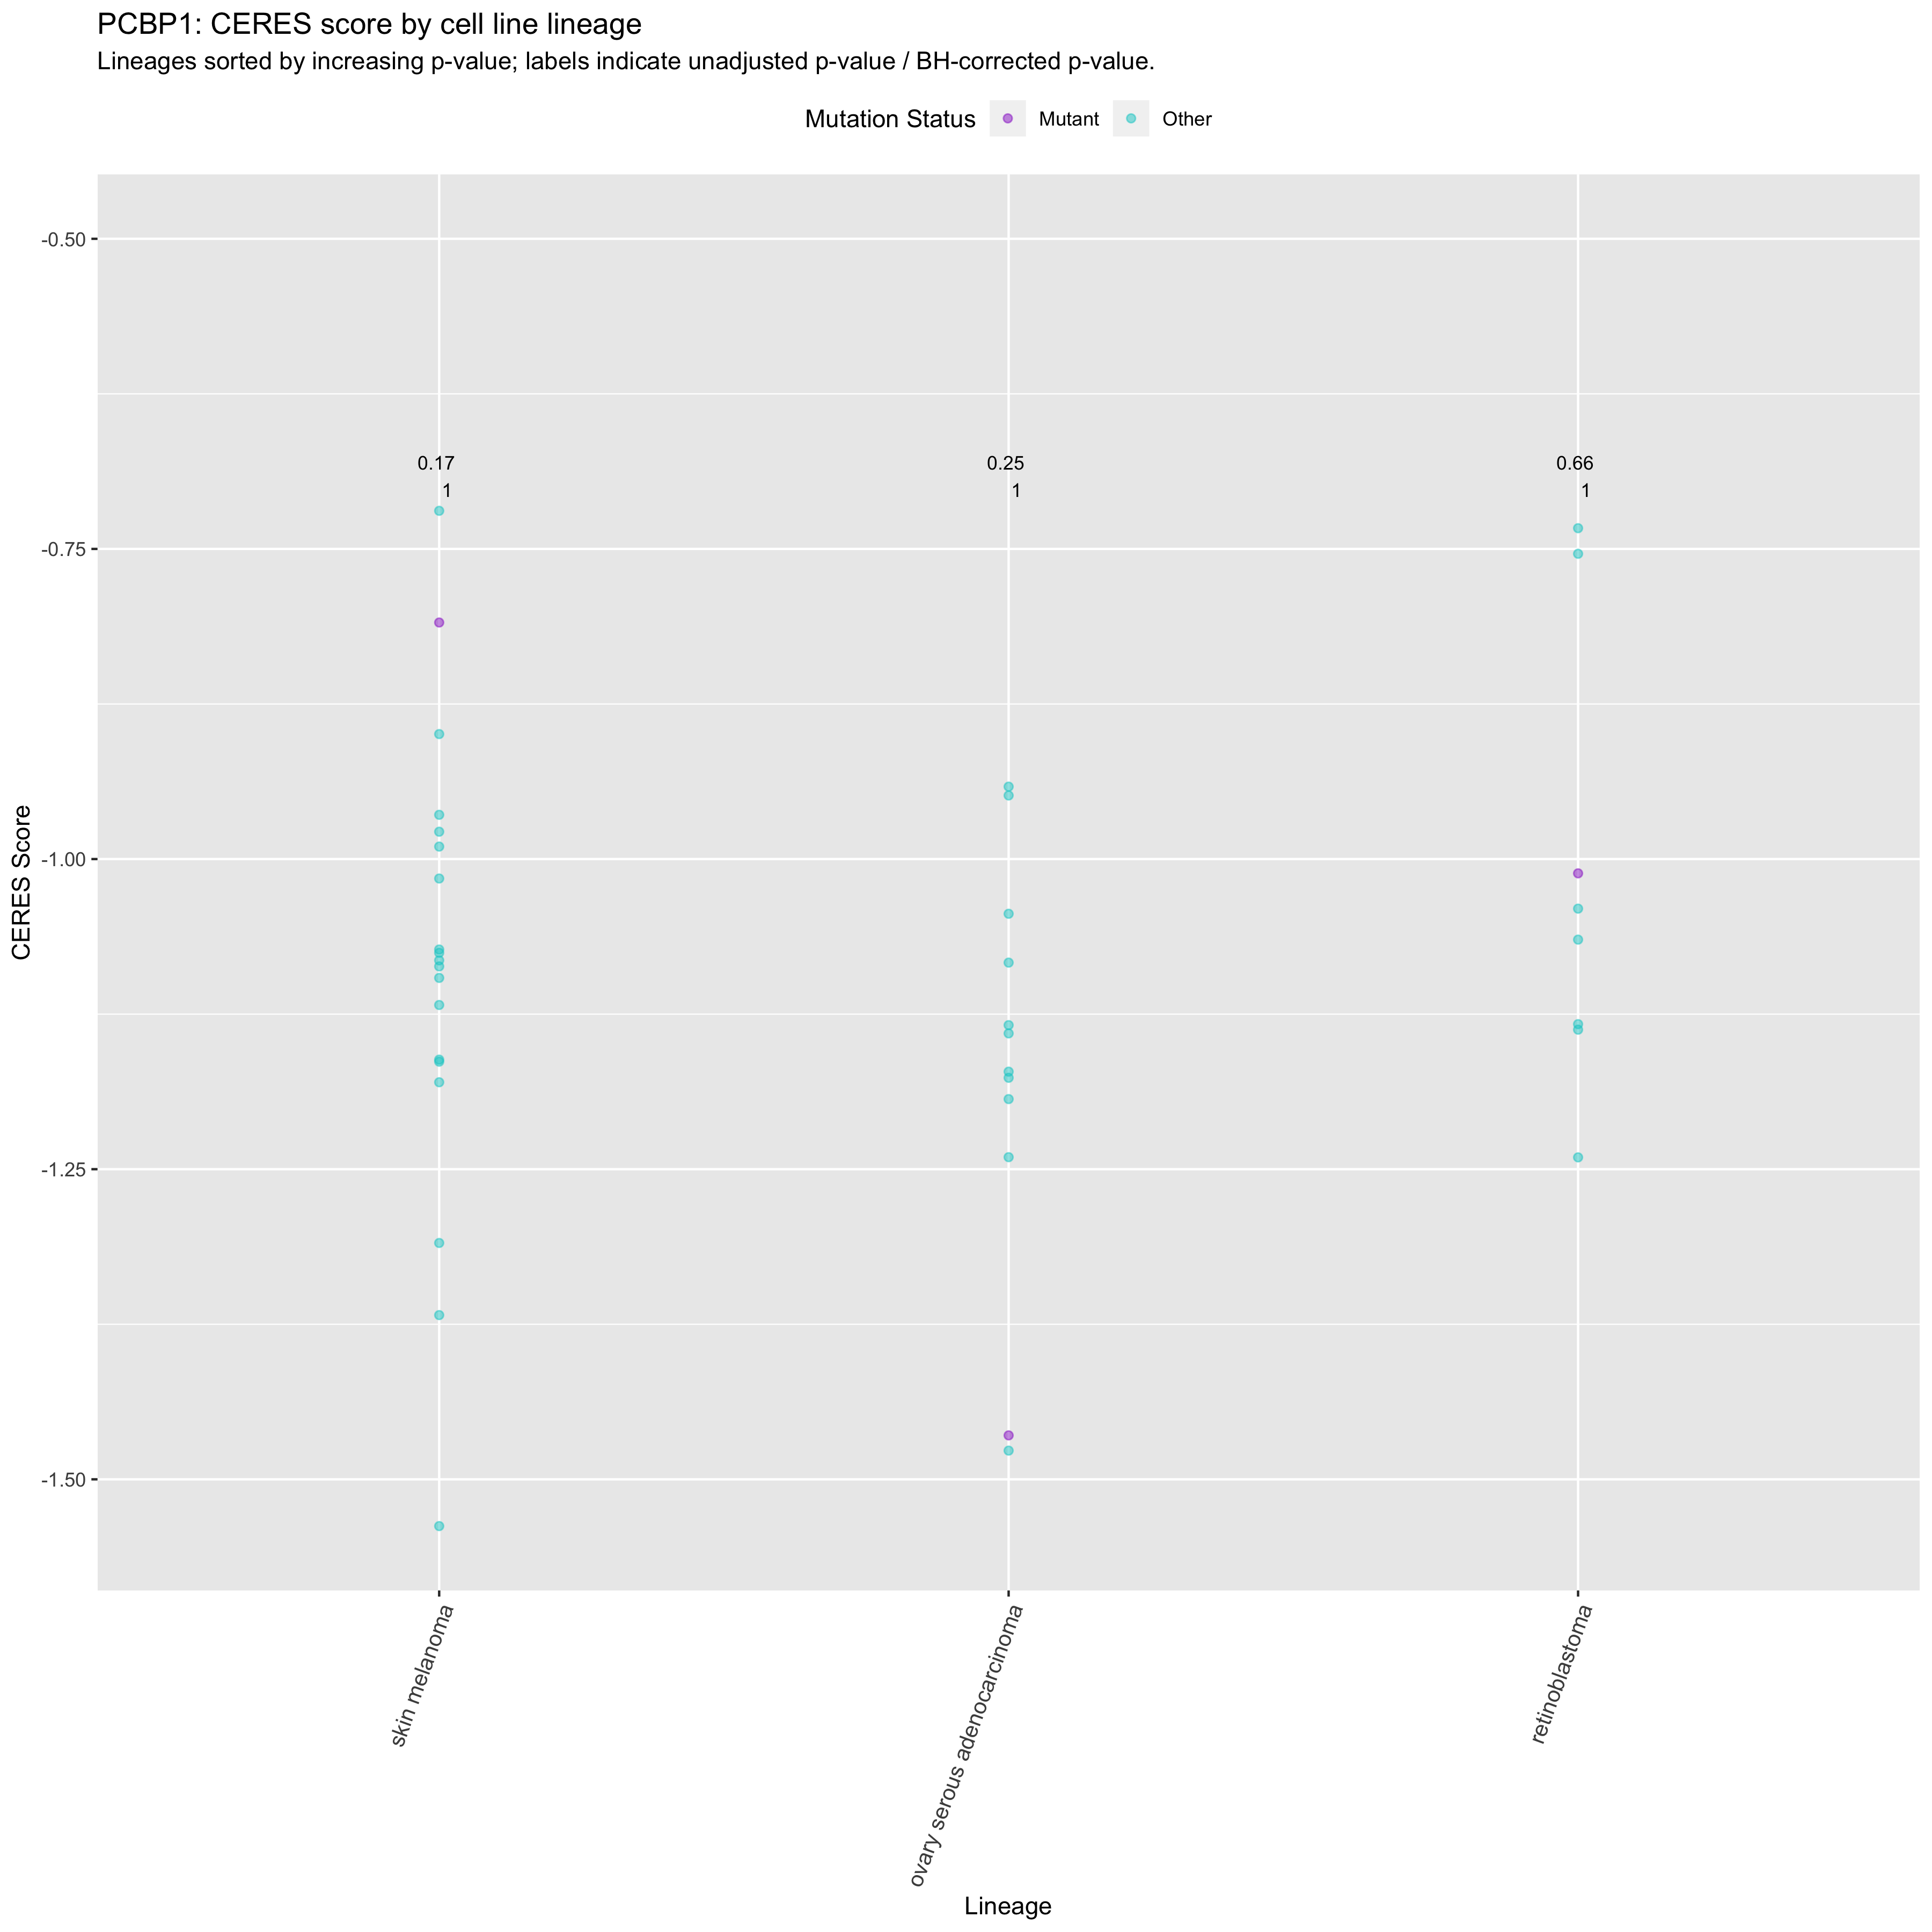 PCBP1: CERES score by cell line lineage
Lineages sorted by increasing p-value; labels indicate unadjusted p-value / BH-corrected p-value.
Mutation Status Mutant Other
-0.50
0.17 0.25 0.66
1 1 1
-0.75
-1.00
-1.25
-1.50
CERES Score
skin melanoma
ovary serous adenocarcinoma
retinoblastoma
Lineage